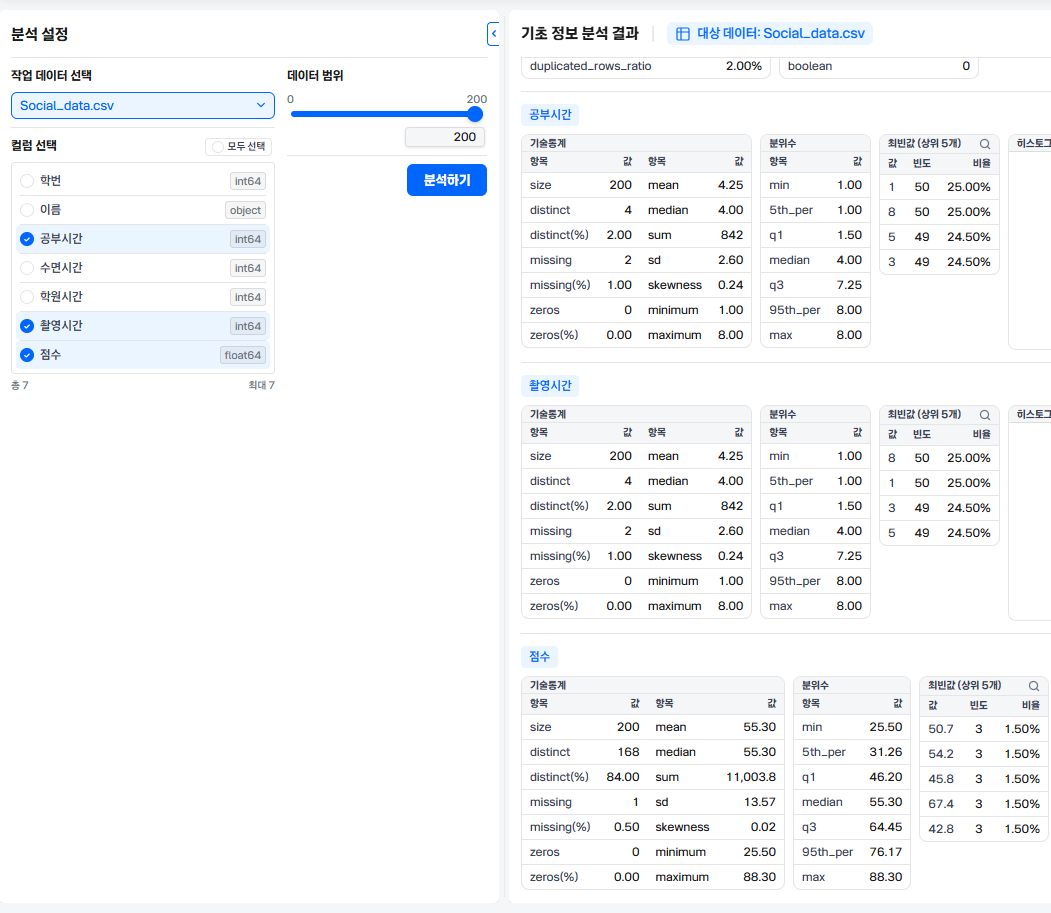 분석 설정
작업 데이터 선택
Social_data.csv
컬럼 선택
모두 선택
학번 int64
이름 object
공부시간 int64
수면시간 int64
학원시간 int64
촬영시간 int64
점수 float64
총 7 최대 7
데이터 범위
0 200
200
분석하기
기초 정보 분석 결과 대상 데이터: Social_data.csv
duplicated_rows_ratio 2.00% boolean 0
공부시간
기술통계
항목 값 항목 값
size 200 mean 4.25
distinct 4 median 4.00
distinct(%) 2.00 sum 842
missing 2 sd 2.60
missing(%) 1.00 skewness 0.24
zeros 0 minimum 1.00
zeros(%) 0.00 maximum 8.00
분위수
항목 값
min 1.00
5th_per 1.00
q1 1.50
median 4.00
q3 7.25
95th_per 8.00
max 8.00
최빈값 (상위 5개)
값 빈도 비율
1 50 25.00%
8 50 25.00%
5 49 24.50%
3 49 24.50%
히스토그
촬영시간
기술통계
항목 값 항목 값
size 200 mean 4.25
distinct 4 median 4.00
distinct(%) 2.00 sum 842
missing 2 sd 2.60
missing(%) 1.00 skewness 0.24
zeros 0 minimum 1.00
zeros(%) 0.00 maximum 8.00
분위수
항목 값
min 1.00
5th_per 1.00
q1 1.50
median 4.00
q3 7.25
95th_per 8.00
max 8.00
최빈값 (상위 5개)
값 빈도 비율
8 50 25.00%
1 50 25.00%
3 49 24.50%
5 49 24.50%
히스토그
점수
기술통계
항목 값 항목 값
size 200 mean 55.30
distinct 168 median 55.30
distinct(%) 84.00 sum 11,003.8
missing 1 sd 13.57
missing(%) 0.50 skewness 0.02
zeros 0 minimum 25.50
zeros(%) 0.00 maximum 88.30
분위수
항목 값
min 25.50
5th_per 31.26
q1 46.20
median 55.30
q3 64.45
95th_per 76.17
max 88.30
최빈값 (상위 5개)
값 빈도 비율
50.7 3 1.50%
54.2 3 1.50%
45.8 3 1.50%
67.4 3 1.50%
42.8 3 1.50%